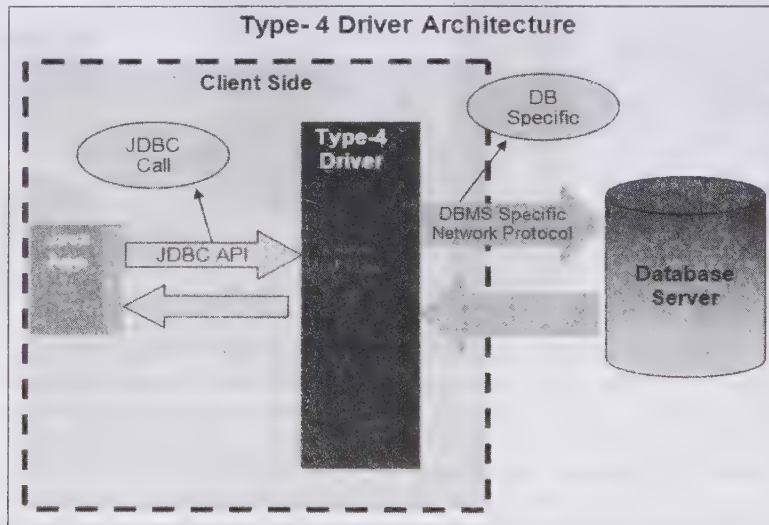 Type- 4 Driver Architecture
Client Side
DB
Specific
JDBC
Call
Type-4
Driver
JDBC API
DBMS Specific
Network Protocol
Database
Server